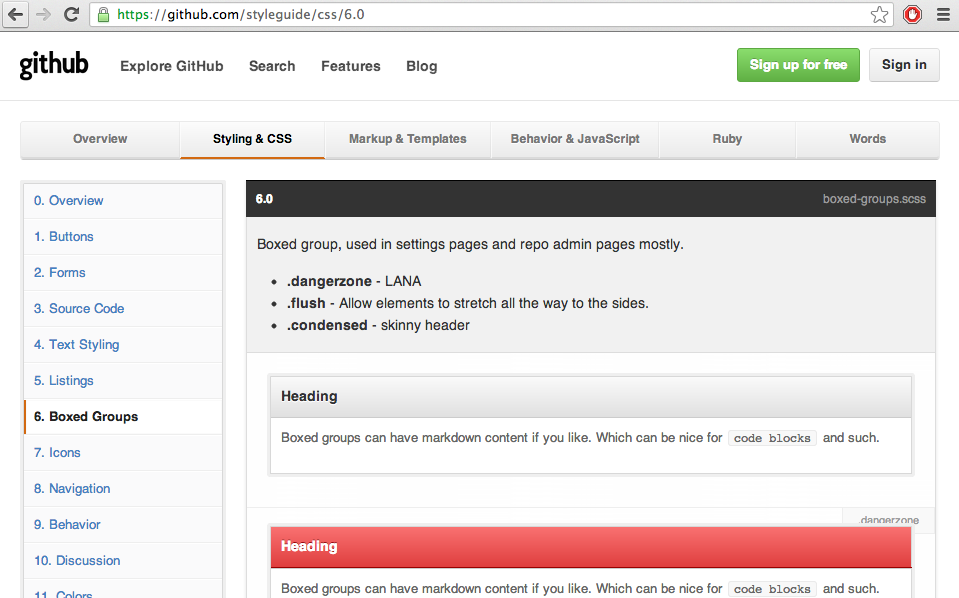 https://github.com/styleguide/css/6.0
github Explore GitHub Search Features Blog Sign up for free Sign in
Overview Styling & CSS Markup & Templates Behavior & JavaScript Ruby Words
0. Overview
1. Buttons
2. Forms
3. Source Code
4. Text Styling
5. Listings
6. Boxed Groups
7. Icons
8. Navigation
9. Behavior
10. Discussion
11. Colors
6.0 boxed-groups.scss
Boxed group, used in settings pages and repo admin pages mostly.
• .dangerzone - LANA
• .flush - Allow elements to stretch all the way to the sides.
• .condensed - skinny header
Heading
Boxed groups can have markdown content if you like. Which can be nice for code blocks and such.
.dangerzone
Heading
Boxed groups can have markdown content if you like. Which can be nice for code blocks and such.